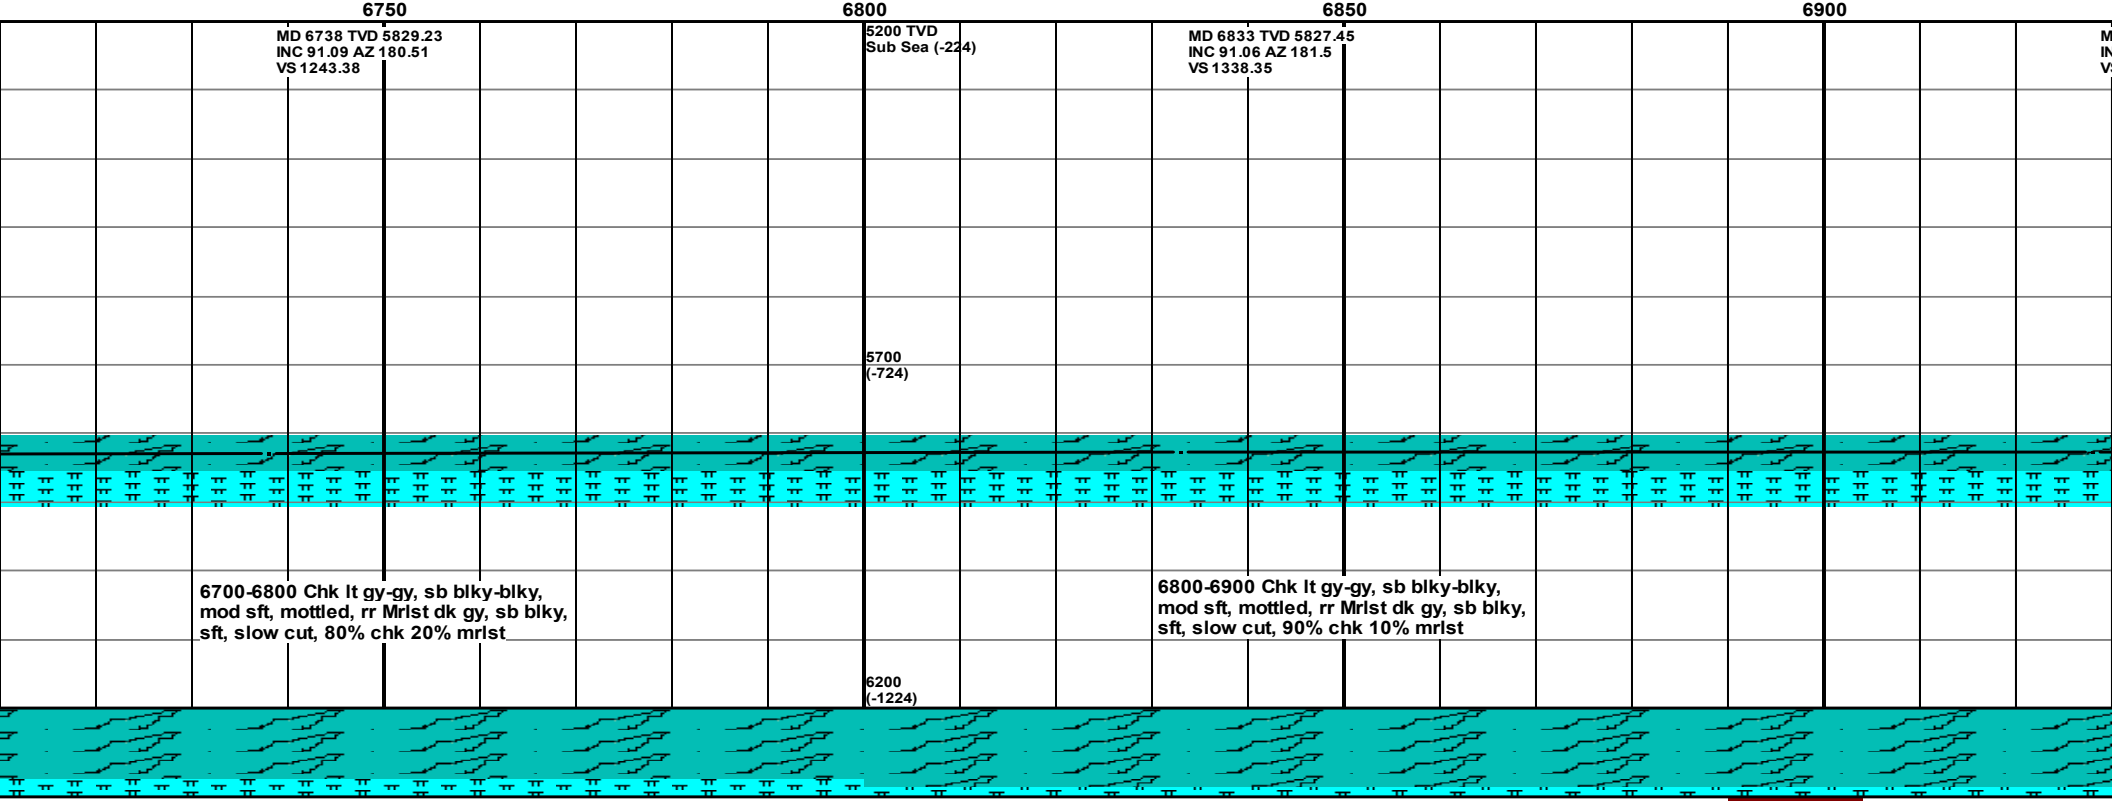 6750
6800
6850
6900
MD 6738 TVD 5829.23
INC 91.09 AZ 180.51
VS 1243.38
5200 TVD
Sub Sea (-224)
MD 6833 TVD 5827.45
INC 91.06 AZ 181.5
VS 1338.35
5700
(-724)
6700-6800 Chk lt gy-gy, sb blky-blky,
mod sft, mottled, rr Mrlst dk gy, sb blky,
sft, slow cut, 80% chk 20% mrlst
6800-6900 Chk lt gy-gy, sb blky-blky,
mod sft, mottled, rr Mrlst dk gy, sb blky,
sft, slow cut, 90% chk 10% mrlst
6200
(-1224)